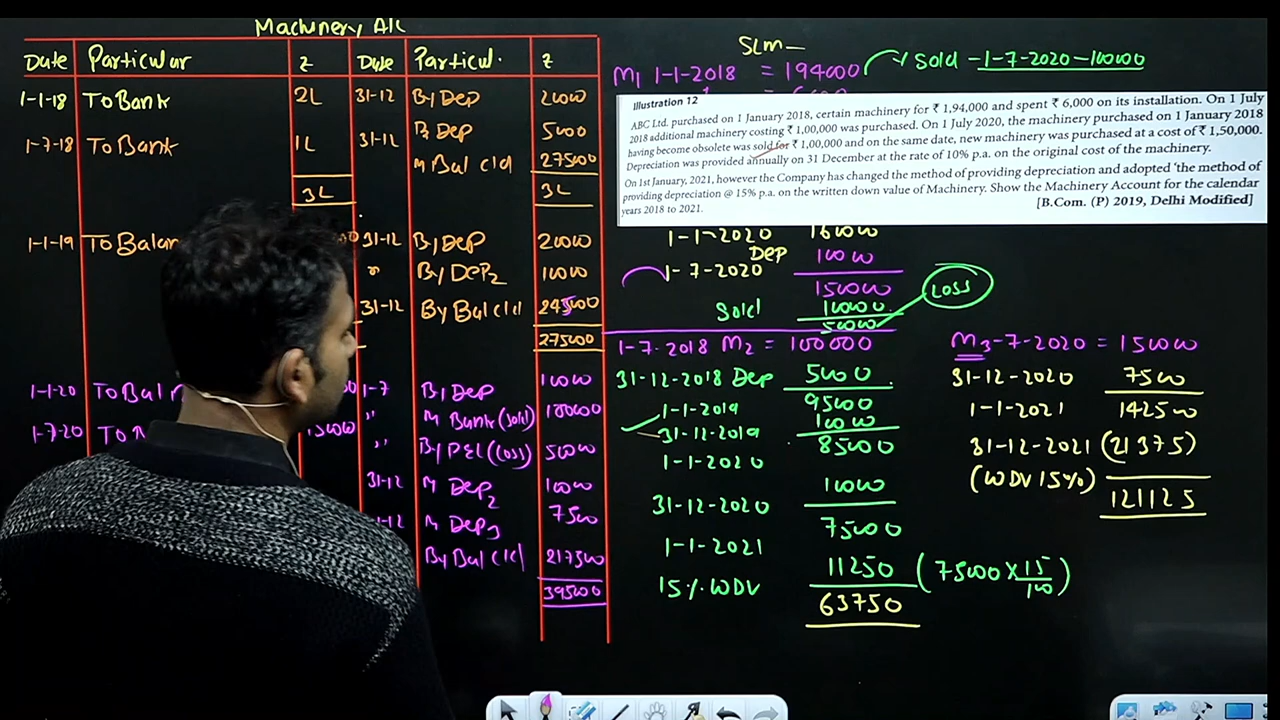 Machinery A/c
Date Particular ₹ Date Particul. ₹
1-1-18 To Bank 2L 31-12 By Dep 20000
1-7-18 To Bank 1L 31-12 By Dep 5000
" Bal c/d 275000
3L 3L
1-1-19 To Balan 31-12 By Dep 20000
" By Dep2 10000
31-12 By Bal c/d 245000
275000
1-1-20 To Bal 1-7 By Dep 10000
1-7-20 To 15000 " " Bank (sold) 100000
" By P&L (Loss) 50000
31-12 " Dep2 10000
-12 " Dep3 7500
By Bal c/d 217500
395000
SLM
M1 1-1-2018 = 194000 Sold - 1-7-2020 - 100000
Illustration 12
ABC Ltd. purchased on 1 January 2018, certain machinery for ₹ 1,94,000 and spent ₹ 6,000 on its installation. On 1 July
2018 additional machinery costing ₹ 1,00,000 was purchased. On 1 July 2020, the machinery purchased on 1 January 2018
having become obsolete was sold for ₹ 1,00,000 and on the same date, new machinery was purchased at a cost of ₹ 1,50,000.
Depreciation was provided annually on 31 December at the rate of 10% p.a. on the original cost of the machinery.
On 1st January, 2021, however the Company has changed the method of providing depreciation and adopted 'the method of
providing depreciation @ 15% p.a. on the written down value of Machinery. Show the Machinery Account for the calendar
years 2018 to 2021.
[B.Com. (P) 2019, Delhi Modified]
1-1-2020 160000
Dep 10000
1-7-2020 150000
Sold 100000
50000 Loss
1-7-2018 M2 = 100000
31-12-2018 Dep 5000
1-1-2019 95000
31-12-2019 10000
1-1-2020 85000
10000
31-12-2020
75000
1-1-2021
15% WDV 11250 (75000 × 15/100)
63750
M3-7-2020 = 150000
31-12-2020 7500
1-1-2021 142500
31-12-2021 (21375)
(WDV 15%)
121125